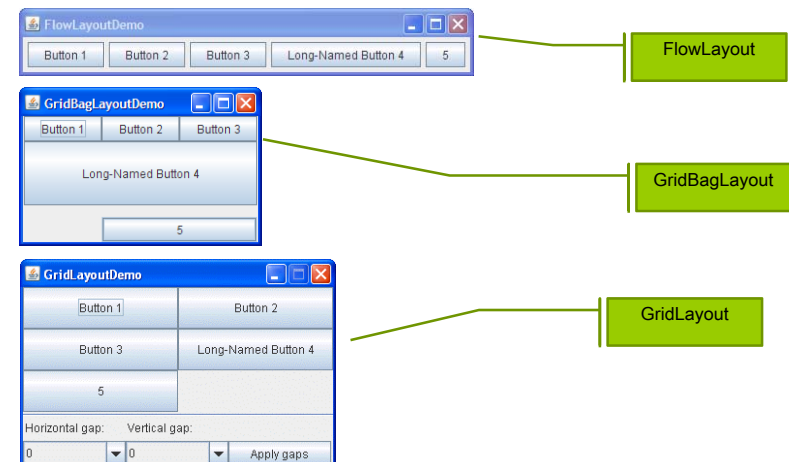 FlowLayoutDemo
Button 1 Button 2 Button 3 Long-Named Button 4 5
FlowLayout
GridBagLayoutDemo
Button 1 Button 2 Button 3
Long-Named Button 4
5
GridBagLayout
GridLayoutDemo
Button 1 Button 2
Button 3 Long-Named Button 4
5
GridLayout
Horizontal gap: Vertical gap:
0 0 Apply gaps